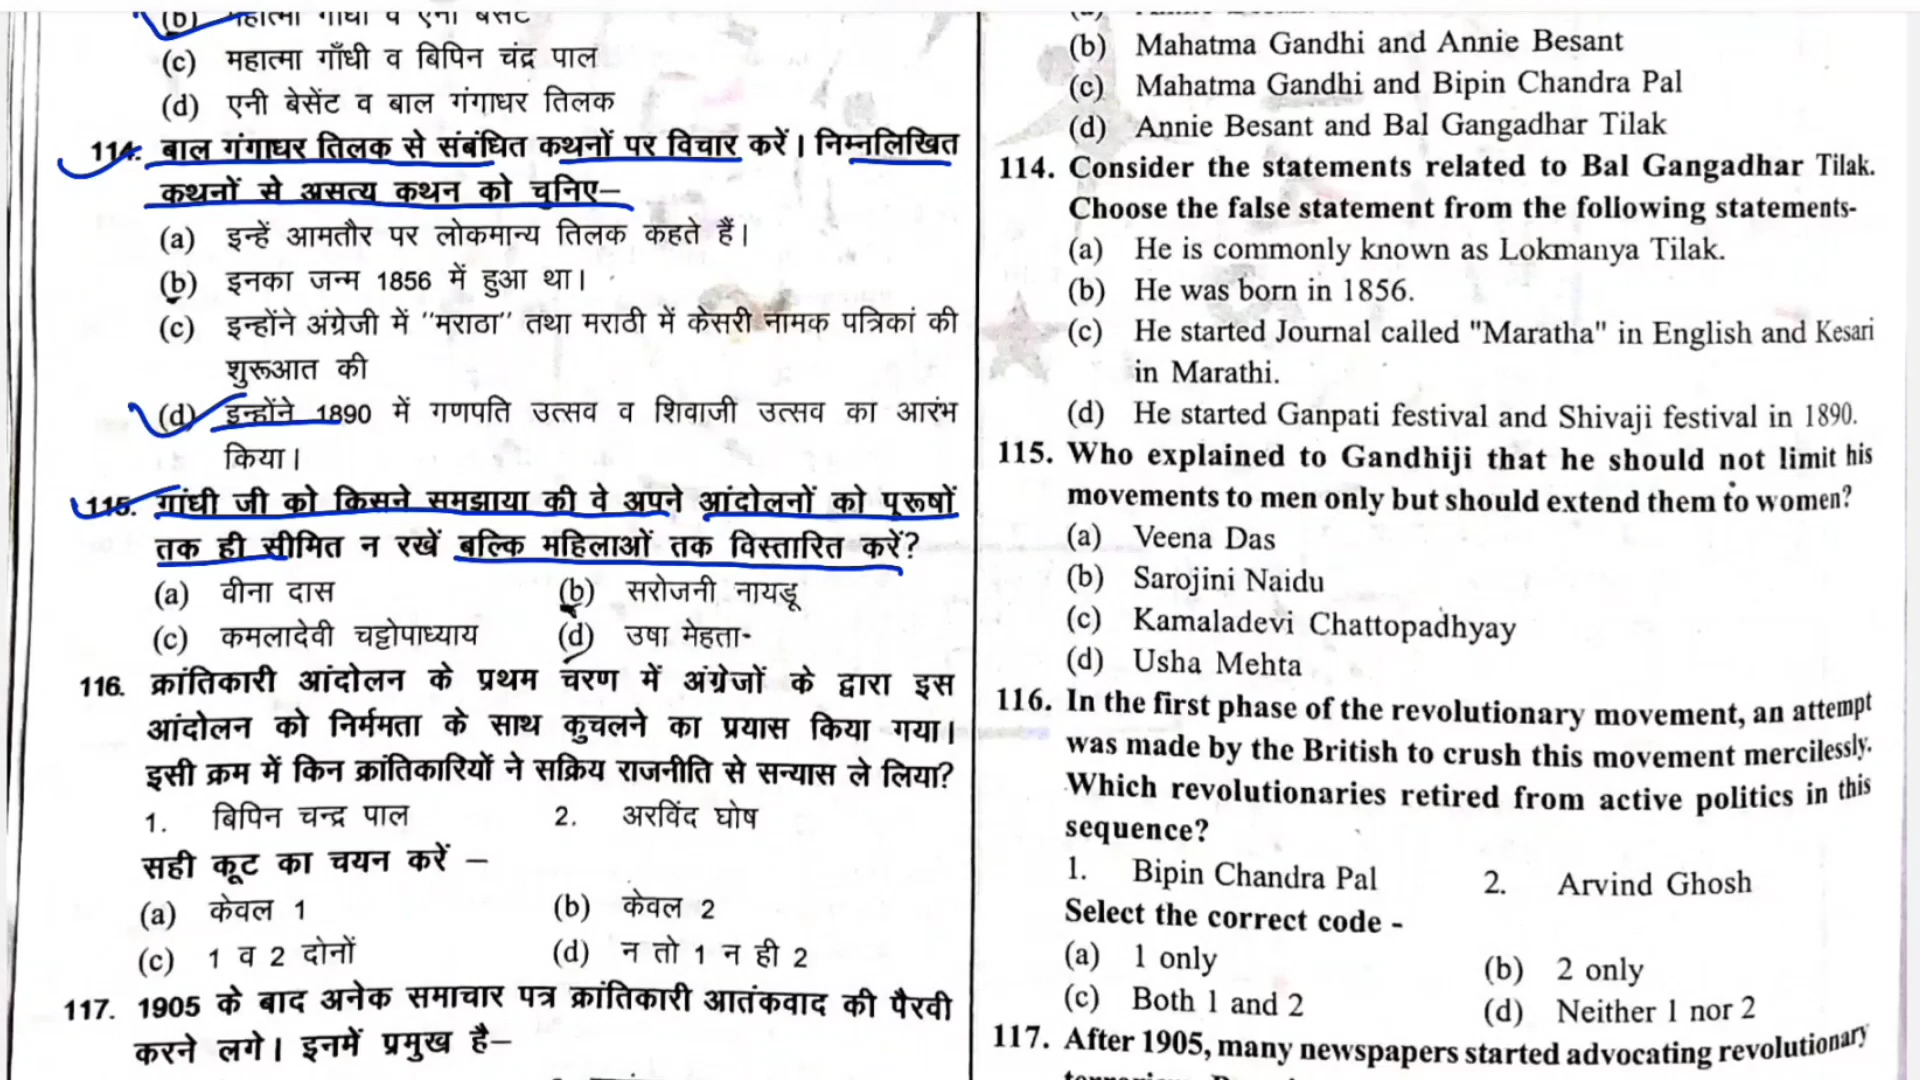 (b) महात्मा गाँधी व एनी बेसेंट
(c) महात्मा गाँधी व बिपिन चंद्र पाल
(d) एनी बेसेंट व बाल गंगाधर तिलक
114. बाल गंगाधर तिलक से संबंधित कथनों पर विचार करें। निम्नलिखित
कथनों से असत्य कथन को चुनिए–
(a) इन्हें आमतौर पर लोकमान्य तिलक कहते हैं।
(b) इनका जन्म 1856 में हुआ था।
(c) इन्होंने अंग्रेजी में "मराठा" तथा मराठी में केसरी नामक पत्रिकां की
शुरूआत की
(d) इन्होंने 1890 में गणपति उत्सव व शिवाजी उत्सव का आरंभ
किया।
115. गांधी जी को किसने समझाया की वे अपने आंदोलनों को पुरूषों
तक ही सीमित न रखें बल्कि महिलाओं तक विस्तारित करें?
(a) वीना दास (b) सरोजनी नायडू
(c) कमलादेवी चट्टोपाध्याय (d) उषा मेहता
116. क्रांतिकारी आंदोलन के प्रथम चरण में अंग्रेजों के द्वारा इस
आंदोलन को निर्ममता के साथ कुचलने का प्रयास किया गया।
इसी क्रम में किन क्रांतिकारियों ने सक्रिय राजनीति से सन्यास ले लिया?
1. बिपिन चन्द्र पाल 2. अरविंद घोष
सही कूट का चयन करें –
(a) केवल 1 (b) केवल 2
(c) 1 व 2 दोनों (d) न तो 1 न ही 2
117. 1905 के बाद अनेक समाचार पत्र क्रांतिकारी आतंकवाद की पैरवी
करने लगे। इनमें प्रमुख है–
(b) Mahatma Gandhi and Annie Besant
(c) Mahatma Gandhi and Bipin Chandra Pal
(d) Annie Besant and Bal Gangadhar Tilak
114. Consider the statements related to Bal Gangadhar Tilak.
Choose the false statement from the following statements-
(a) He is commonly known as Lokmanya Tilak.
(b) He was born in 1856.
(c) He started Journal called "Maratha" in English and Kesari
in Marathi.
(d) He started Ganpati festival and Shivaji festival in 1890.
115. Who explained to Gandhiji that he should not limit his
movements to men only but should extend them to women?
(a) Veena Das
(b) Sarojini Naidu
(c) Kamaladevi Chattopadhyay
(d) Usha Mehta
116. In the first phase of the revolutionary movement, an attempt
was made by the British to crush this movement mercilessly.
Which revolutionaries retired from active politics in this
sequence?
1. Bipin Chandra Pal 2. Arvind Ghosh
Select the correct code -
(a) 1 only (b) 2 only
(c) Both 1 and 2 (d) Neither 1 nor 2
117. After 1905, many newspapers started advocating revolutionary